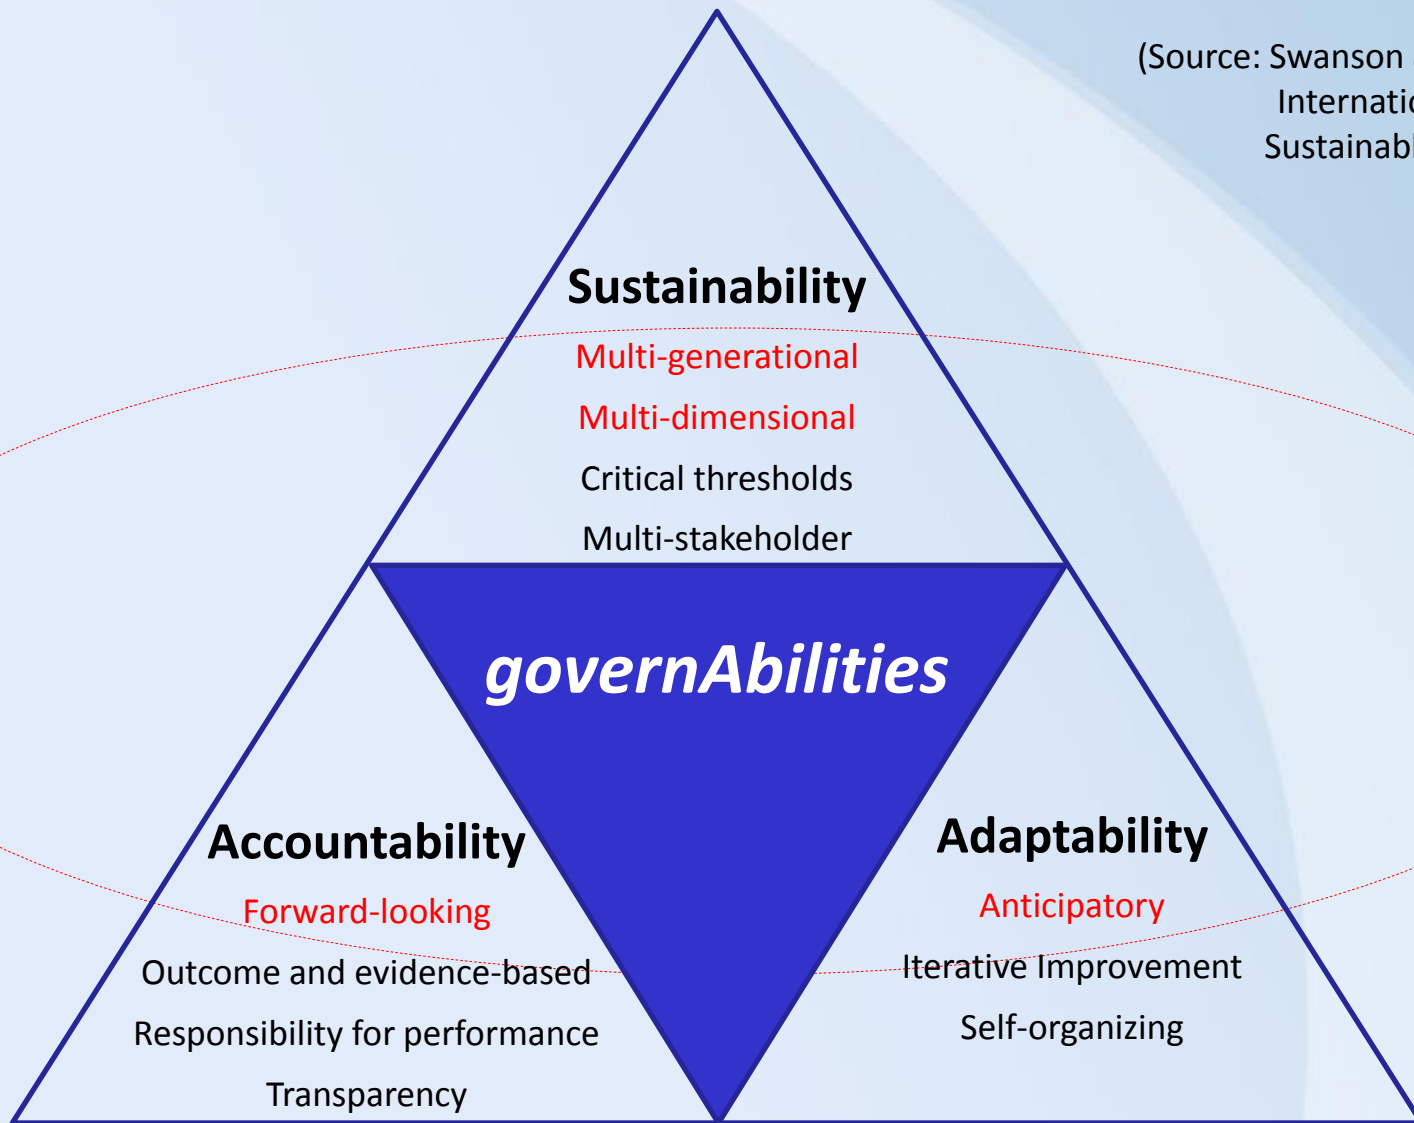 (Source: Swanson
Internatio
Sustainabl
Sustainability
Multi-generational
Multi-dimensional
Critical thresholds
Multi-stakeholder
governAbilities
Accountability
Forward-looking
Outcome and evidence-based
Responsibility for performance
Transparency
Adaptability
Anticipatory
Iterative Improvement
Self-organizing